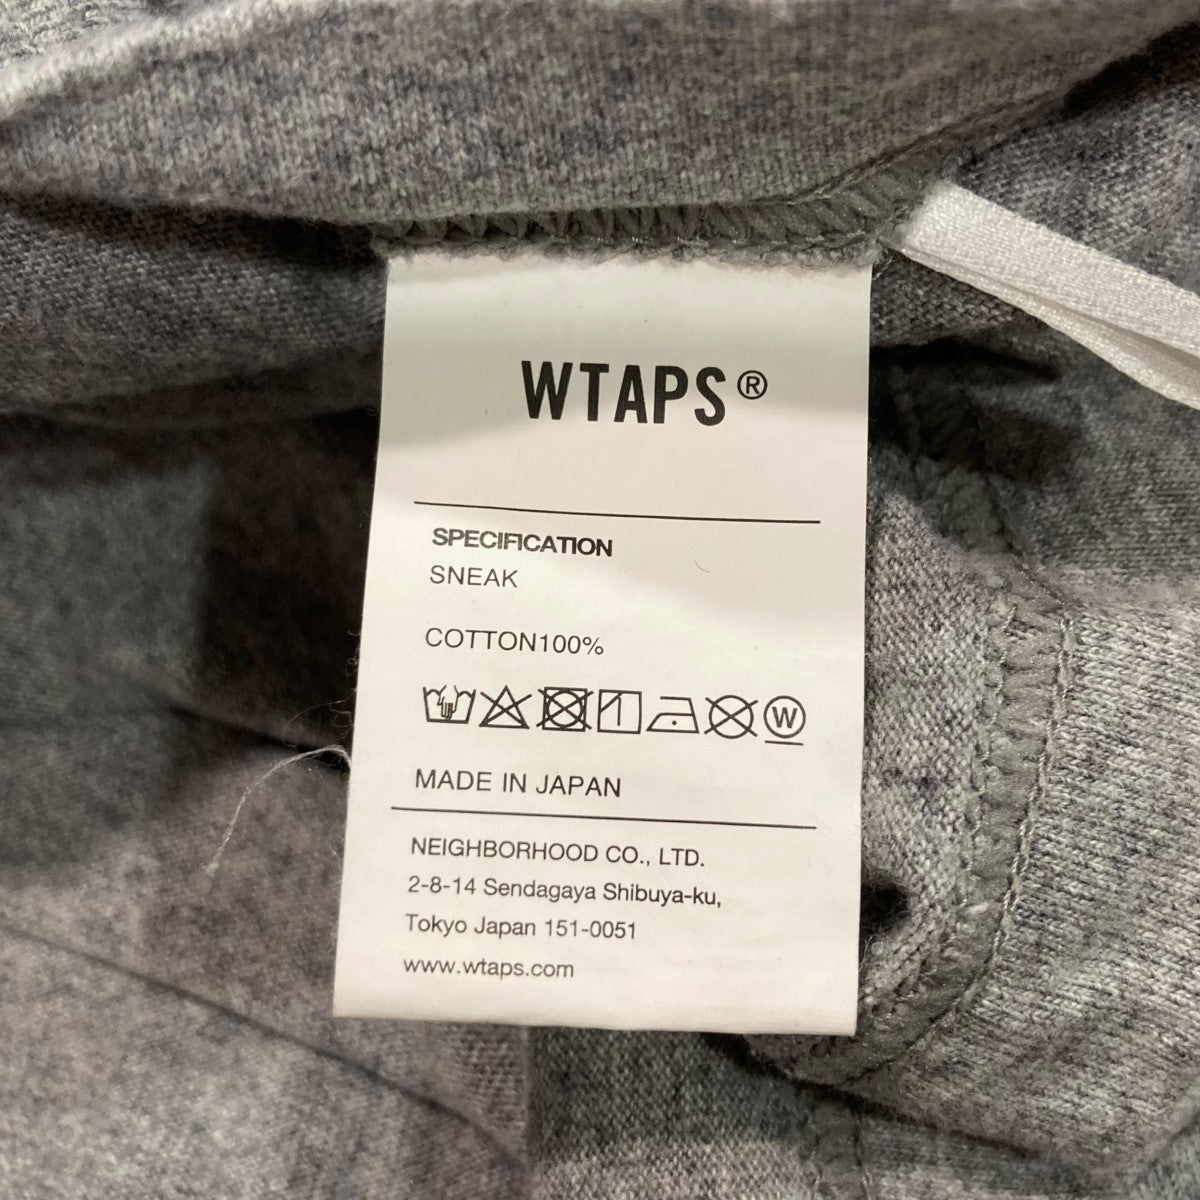 WTAPS®
SPECIFICATION
SNEAK
COTTON100%
W
MADE IN JAPAN
NEIGHBORHOOD CO., LTD.
2-8-14 Sendagaya Shibuya-ku,
Tokyo Japan 151-0051
www.wtaps.com